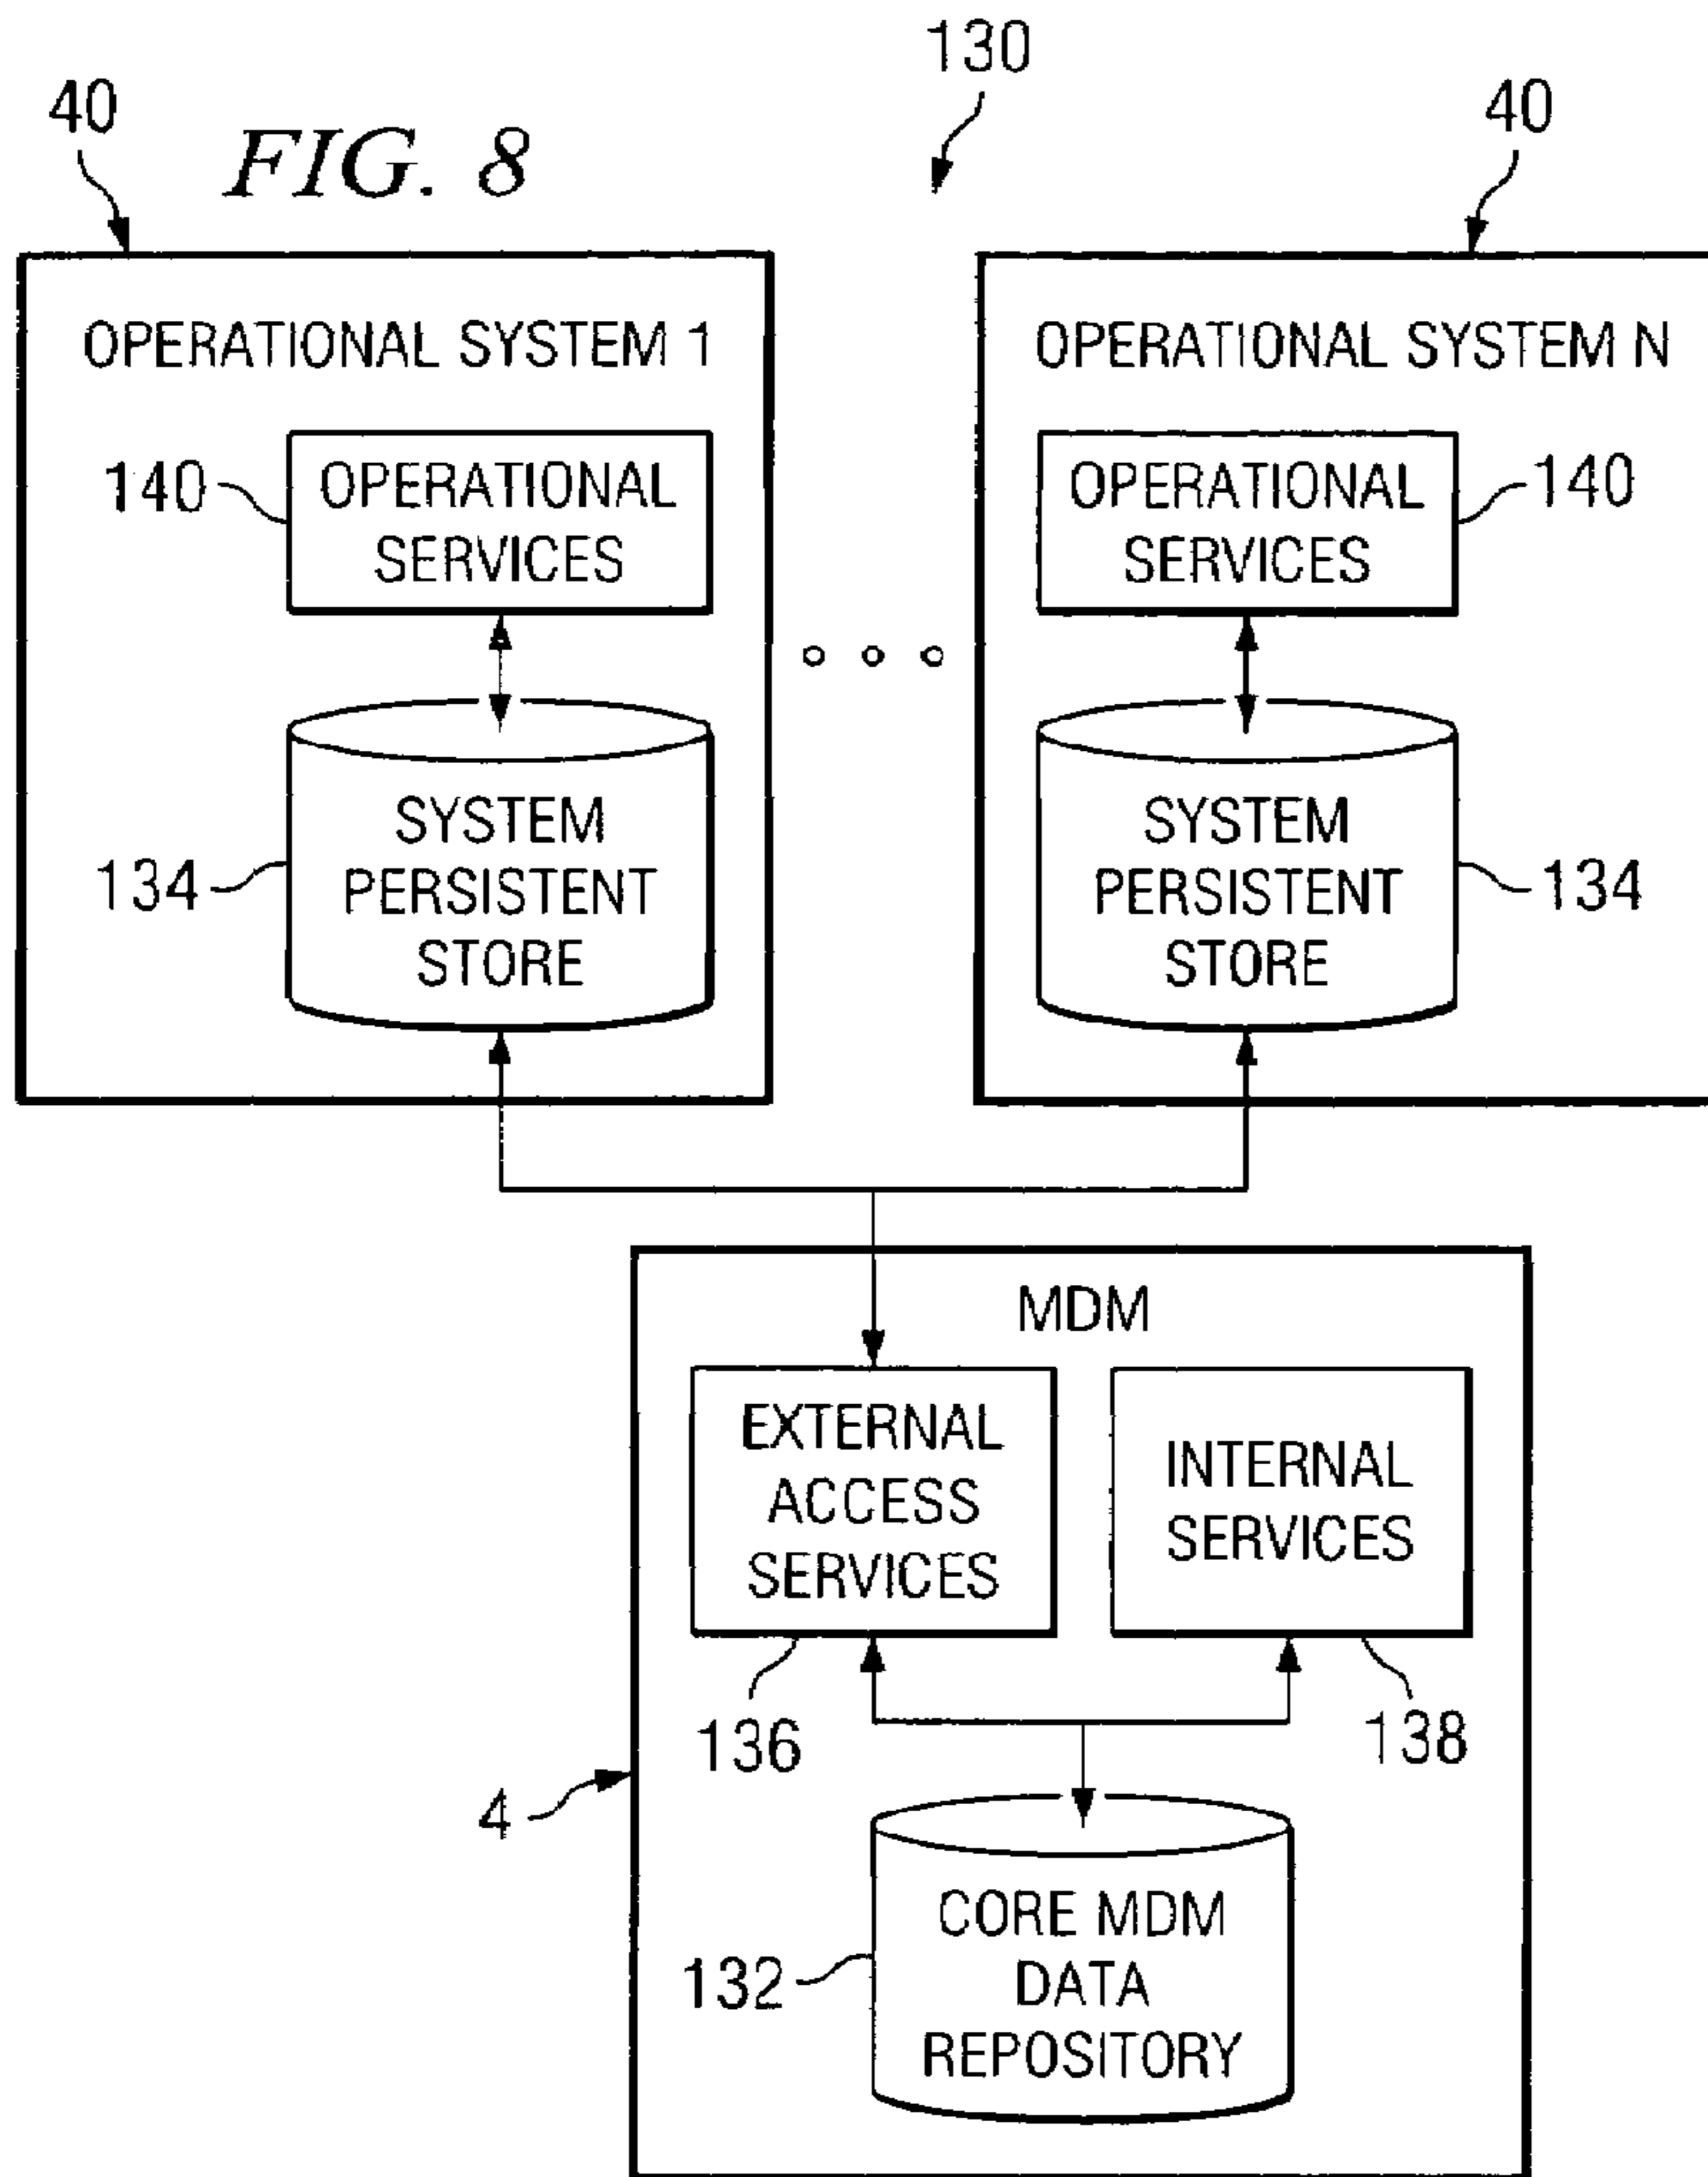 130
40
40
FIG. 8
OPERATIONAL SYSTEM 1
OPERATIONAL SYSTEM N
140
OPERATIONAL
SERVICES
OPERATIONAL
SERVICES
140
134
SYSTEM
PERSISTENT
STORE
SYSTEM
PERSISTENT
STORE
134
MDM
EXTERNAL
ACCESS
SERVICES
INTERNAL
SERVICES
136
138
4
132
CORE MDM
DATA
REPOSITORY